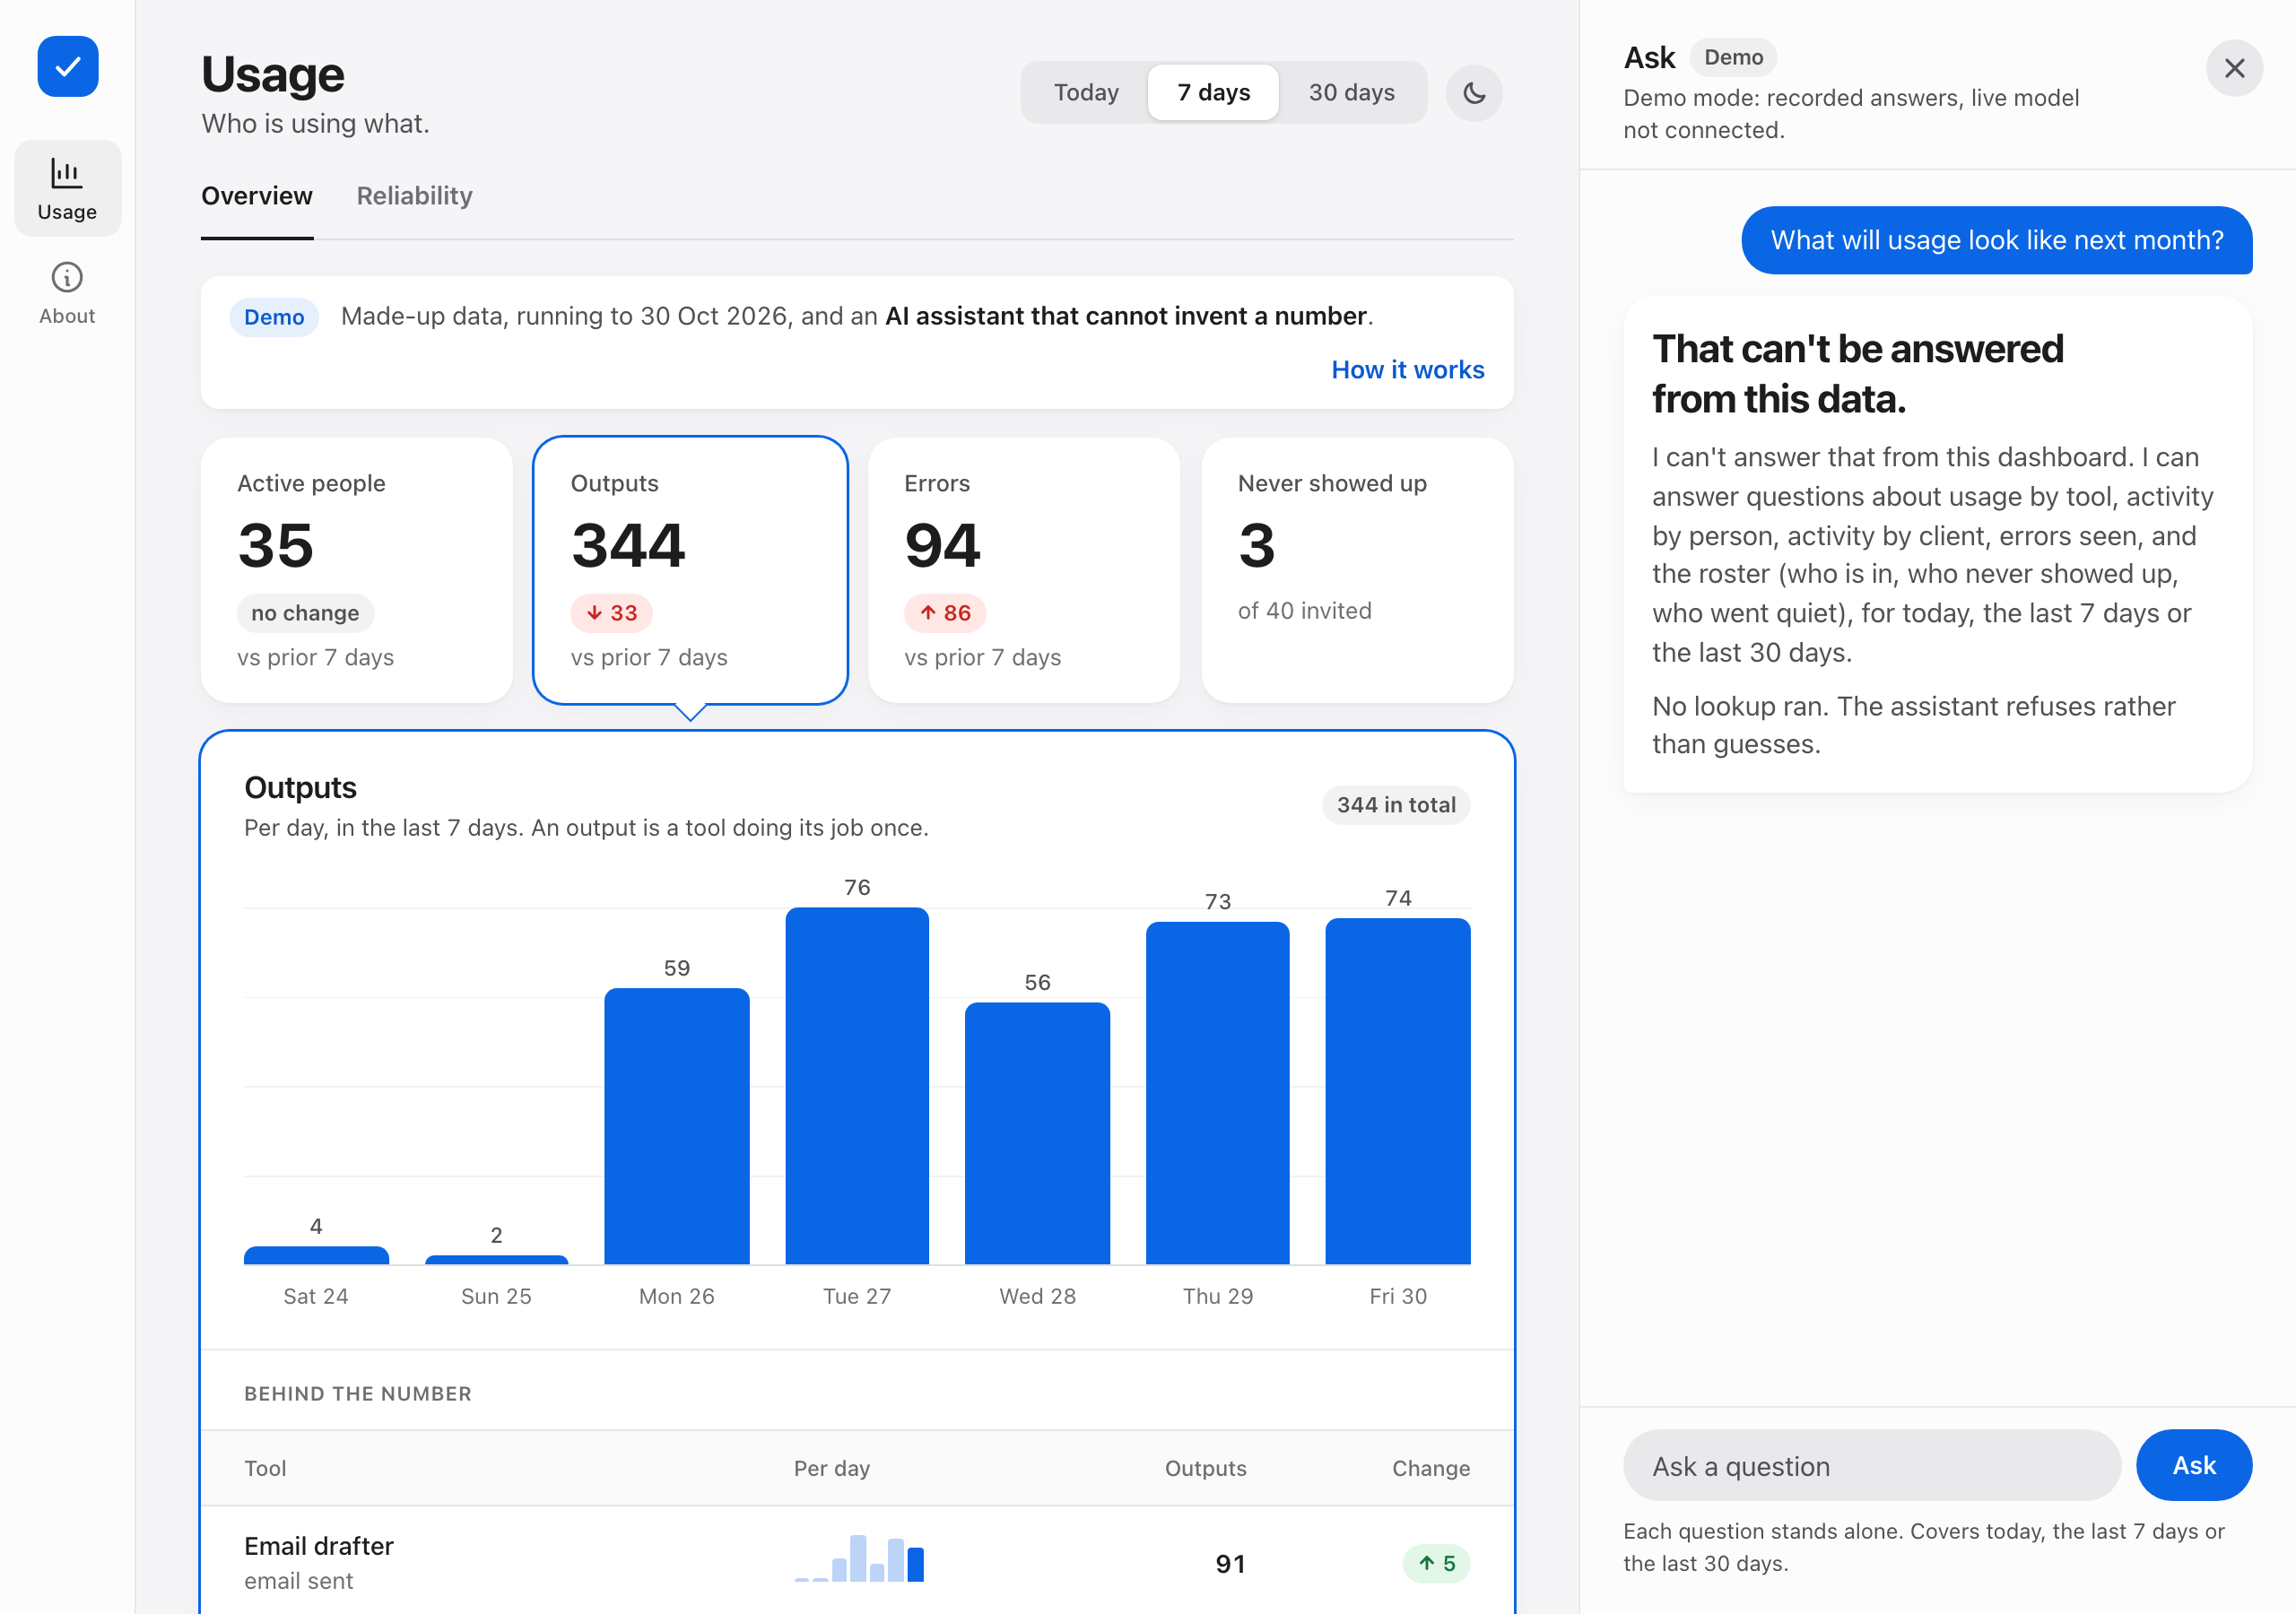 Usage
About
Usage
Who is using what.
Today
7 days
30 days
Overview
Reliability
Demo
Made-up data, running to 30 Oct 2026, and an AI assistant that cannot invent a number.
How it works
Active people
35
no change
vs prior 7 days
Outputs
344
↓ 33
vs prior 7 days
Errors
94
↑ 86
vs prior 7 days
Never showed up
3
of 40 invited
Outputs
Per day, in the last 7 days. An output is a tool doing its job once.
344 in total
4
2
59
76
56
73
74
Sat 24
Sun 25
Mon 26
Tue 27
Wed 28
Thu 29
Fri 30
BEHIND THE NUMBER
Tool
Per day
Outputs
Change
Email drafter
email sent
91
↑ 5
Ask
Demo
Demo mode: recorded answers, live model
not connected.
What will usage look like next month?
That can't be answered
from this data.
I can't answer that from this dashboard. I can
answer questions about usage by tool, activity
by person, activity by client, errors seen, and
the roster (who is in, who never showed up,
who went quiet), for today, the last 7 days or
the last 30 days.
No lookup ran. The assistant refuses rather
than guesses.
Ask a question
Ask
Each question stands alone. Covers today, the last 7 days or
the last 30 days.